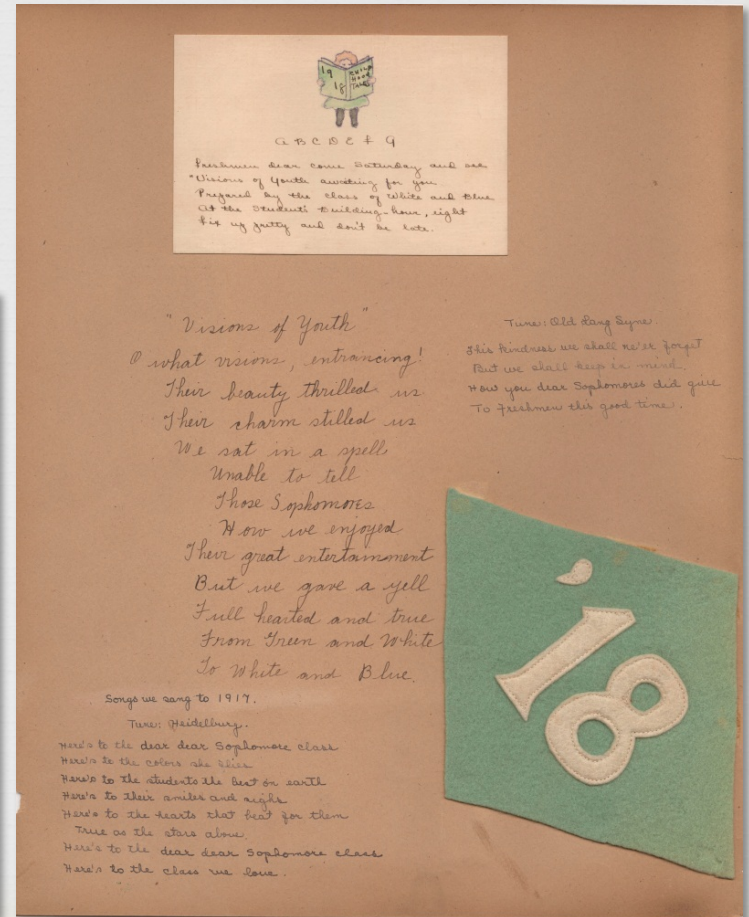 19
18
CHILD
HOOD
TALES
A B C D E F G
Freshmen dear come Saturday and see
"Visions of Youth awaiting for you
Prepared by the class of White and Blue
At the Student's Building-hour, eight
Fix up pretty and don't be late.
"Visions of Youth"
O what visions, entrancing!
Their beauty thrilled us
Their charm stilled us
We sat in a spell
Unable to tell
Those Sophomores
How we enjoyed
Their great entertainment
But we gave a yell
Full hearted and true
From Green and White
To White and Blue.
Tune: Old Lang Syne.
This kindness we shall ne'er forget
But we shall keep in mind,
How you dear Sophomores did give
To Freshmen this good time.
Songs we sang to 1917.
Tune: Heidelburg.
Here's to the dear dear Sophomore class
Here's to the colors she flies
Here's to the students the best on earth
Here's to their smiles and sighs
Here's to the hearts that beat for them
True as the stars above,
Here's to the dear dear Sophomore class
Here's to the class we love.
'18